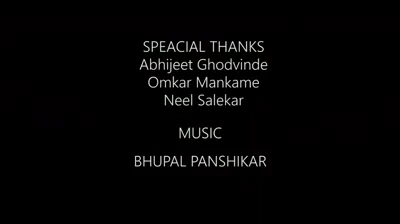 SPEACIAL THANKS
Abhijeet Ghodvinde
Omkar Mankame
Neel Salekar
MUSIC
BHUPAL PANSHIKAR